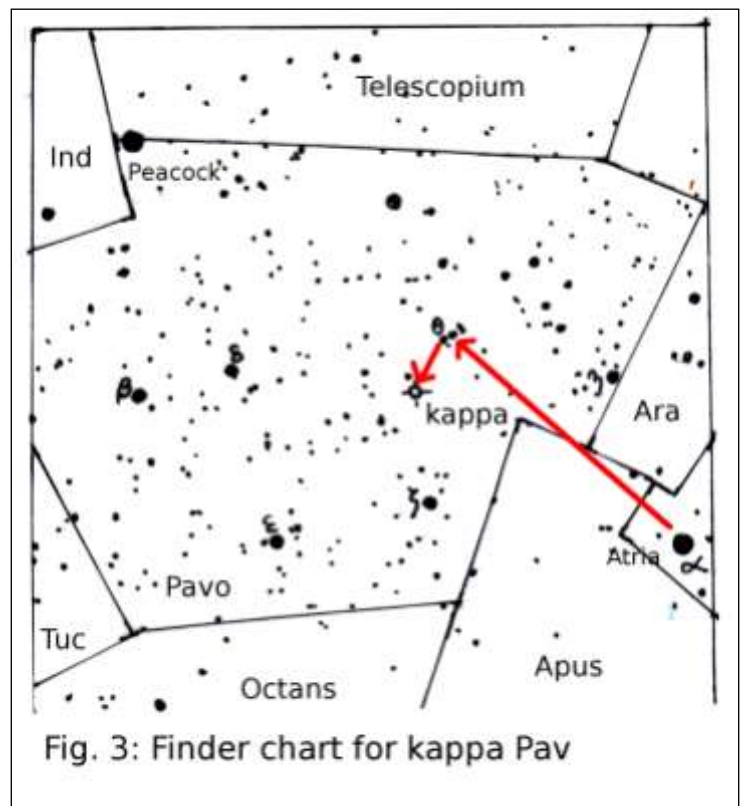 Telescopium
Ind
Peacock
θ
δ
β
η
kappa
Ara
ξ
ε
Atria
α
Pavo
Tuc
Apus
Octans
Fig. 3: Finder chart for kappa Pav